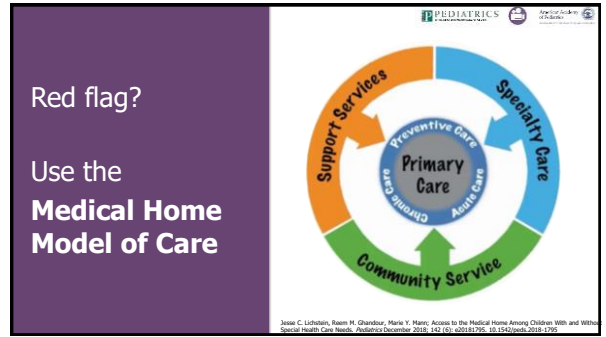 PEDIATRICS
American Academy
of Pediatrics
Red flag?
Use the
Medical Home
Model of Care
Support Services
Specialty Care
Preventive Care
Primary
Care
Chronic Care
Acute Care
Community Service
Jesse C. Lichstein, Reem M. Ghandour, Marie Y. Mann; Access to the Medical Home Among Children With and Without
Special Health Care Needs. Pediatrics December 2018; 142 (6): e20181795. 10.1542/peds.2018-1795